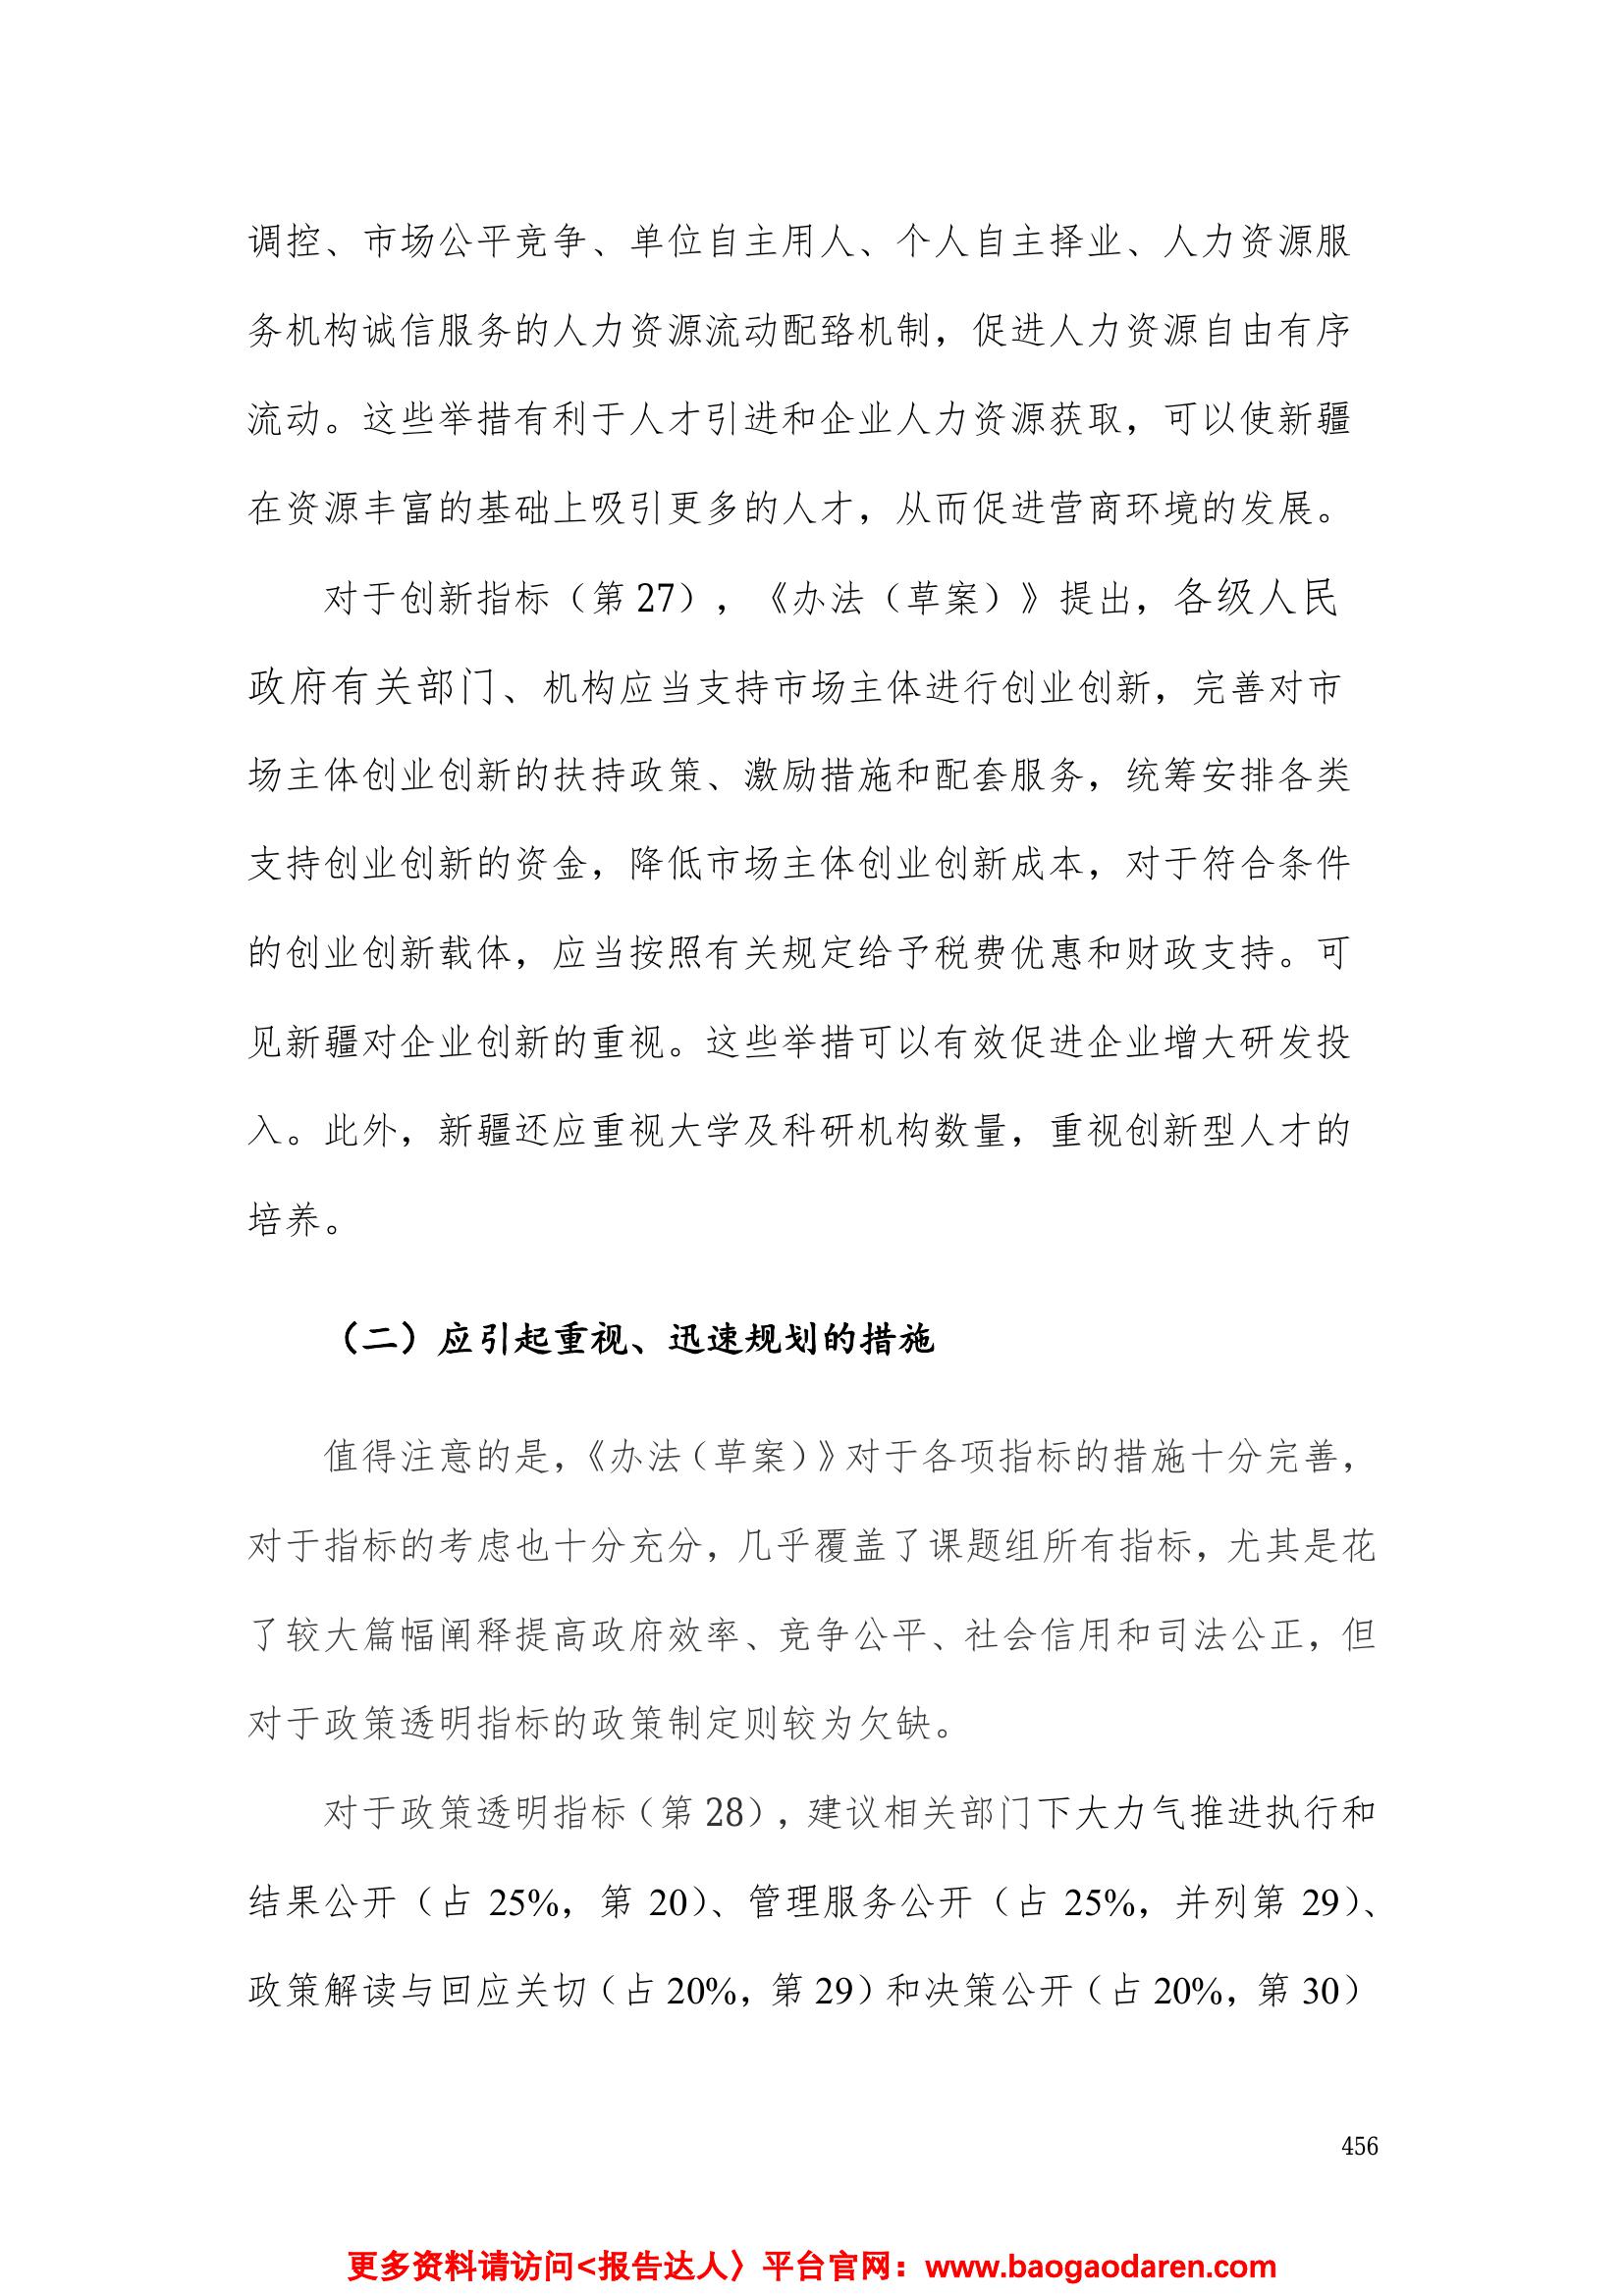 调控、市场公平竞争、单位自主用人、个人自主择业、人力资源服
务机构诚信服务的人力资源流动配臵机制，促进人力资源自由有序
流动。这些举措有利于人才引进和企业人力资源获取，可以使新疆
在资源丰富的基础上吸引更多的人才，从而促进营商环境的发展。
对于创新指标（第 27），《办法（草案）》提出，各级人民
政府有关部门、机构应当支持市场主体进行创业创新，完善对市
场主体创业创新的扶持政策、激励措施和配套服务，统筹安排各类
支持创业创新的资金，降低市场主体创业创新成本，对于符合条件
的创业创新载体，应当按照有关规定给予税费优惠和财政支持。可
见新疆对企业创新的重视。这些举措可以有效促进企业增大研发投
入。此外，新疆还应重视大学及科研机构数量，重视创新型人才的
培养。
（二）应引起重视、迅速规划的措施
值得注意的是，《办法（草案）》对于各项指标的措施十分完善，
对于指标的考虑也十分充分，几乎覆盖了课题组所有指标，尤其是花
了较大篇幅阐释提高政府效率、竞争公平、社会信用和司法公正，但
对于政策透明指标的政策制定则较为欠缺。
对于政策透明指标（第 28），建议相关部门下大力气推进执行和
结果公开（占 25%，第 20）、管理服务公开（占 25%，并列第 29）、
政策解读与回应关切（占 20%，第 29）和决策公开（占 20%，第 30）
456
更多资料请访问<报告达人〉平台官网：www.baogaodaren.com